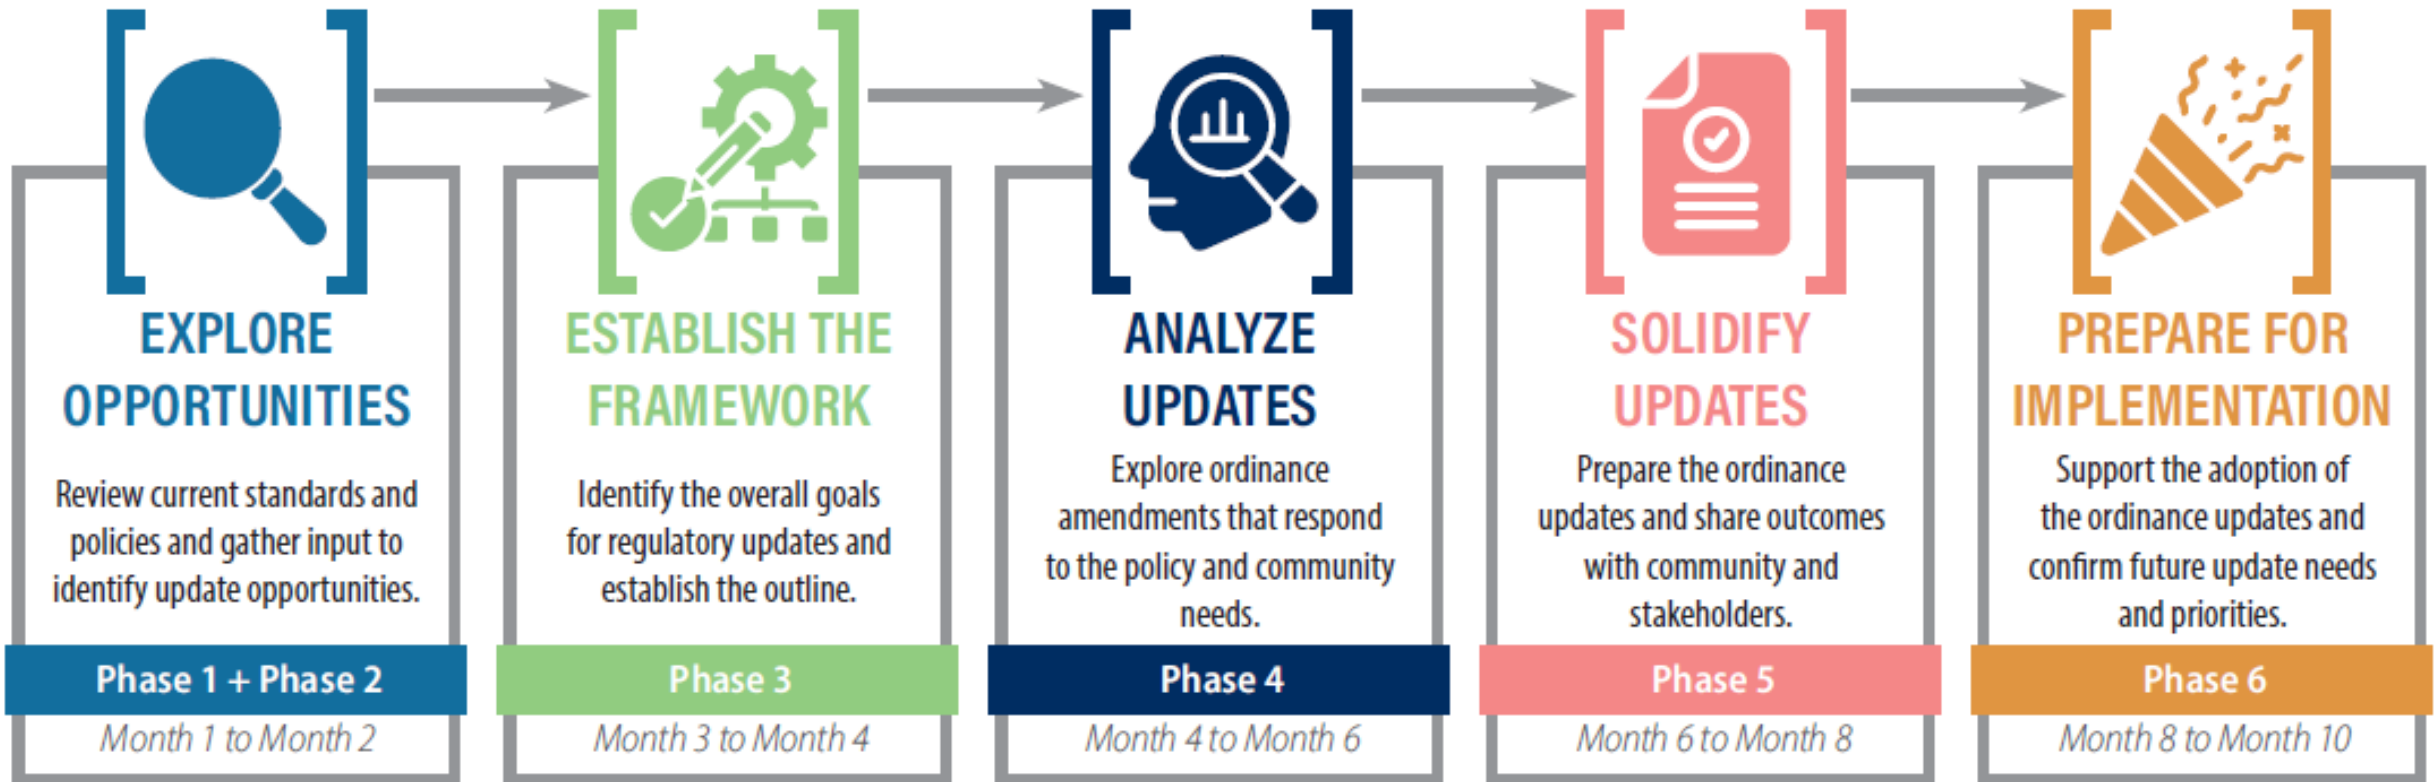 EXPLORE
OPPORTUNITIES
Review current standards and
policies and gather input to
identify update opportunities.
Phase 1 + Phase 2
Month 1 to Month 2
ESTABLISH THE
FRAMEWORK
Identify the overall goals
for regulatory updates and
establish the outline.
Phase 3
Month 3 to Month 4
ANALYZE
UPDATES
Explore ordinance
amendments that respond
to the policy and community
needs.
Phase 4
Month 4 to Month 6
SOLIDIFY
UPDATES
Prepare the ordinance
updates and share outcomes
with community and
stakeholders.
Phase 5
Month 6 to Month 8
PREPARE FOR
IMPLEMENTATION
Support the adoption of
the ordinance updates and
confirm future update needs
and priorities.
Phase 6
Month 8 to Month 10